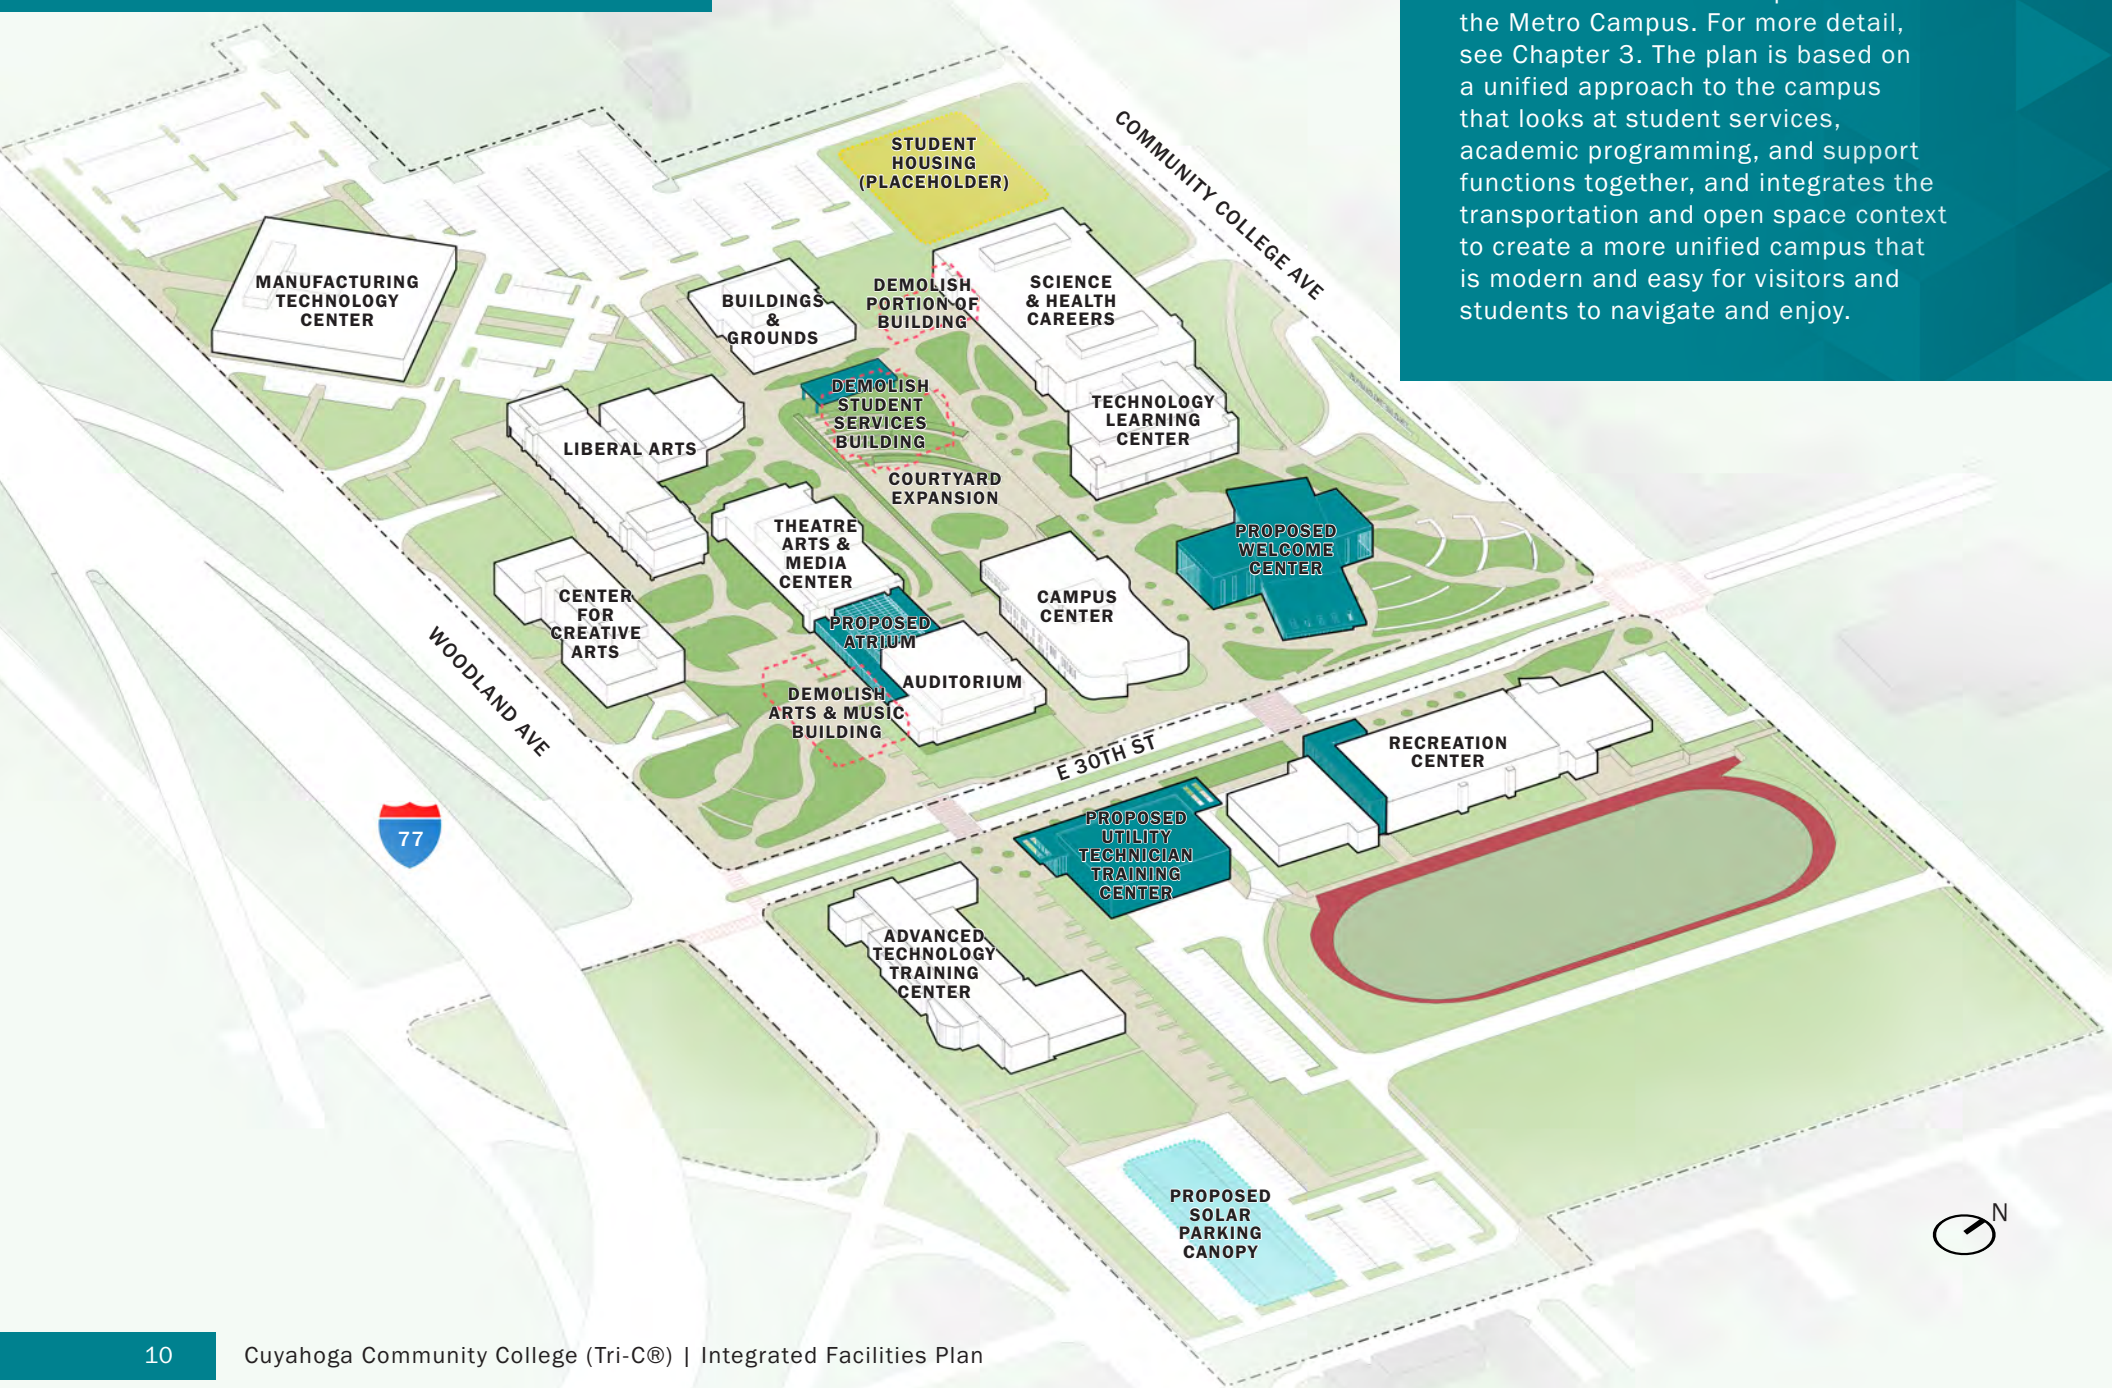 the Metro Campus. For more detail,
see Chapter 3. The plan is based on
a unified approach to the campus
that looks at student services,
academic programming, and support
functions together, and integrates the
transportation and open space context
to create a more unified campus that
is modern and easy for visitors and
students to navigate and enjoy.
STUDENT
HOUSING
(PLACEHOLDER)
COMMUNITY COLLEGE AVE
MANUFACTURING
TECHNOLOGY
CENTER
BUILDINGS
&
GROUNDS
DEMOLISH
PORTION OF
BUILDING
SCIENCE
& HEALTH
CAREERS
DEMOLISH
STUDENT
SERVICES
BUILDING
TECHNOLOGY
LEARNING
CENTER
LIBERAL ARTS
COURTYARD
EXPANSION
THEATRE
ARTS &
MEDIA
CENTER
PROPOSED
WELCOME
CENTER
CENTER
FOR
CREATIVE
ARTS
CAMPUS
CENTER
PROPOSED
ATRIUM
WOODLAND AVE
AUDITORIUM
DEMOLISH
ARTS & MUSIC
BUILDING
E 30TH ST
RECREATION
CENTER
77
PROPOSED
UTILITY
TECHNICIAN
TRAINING
CENTER
ADVANCED
TECHNOLOGY
TRAINING
CENTER
PROPOSED
SOLAR
PARKING
CANOPY
N
10
Cuyahoga Community College (Tri-C®) | Integrated Facilities Plan